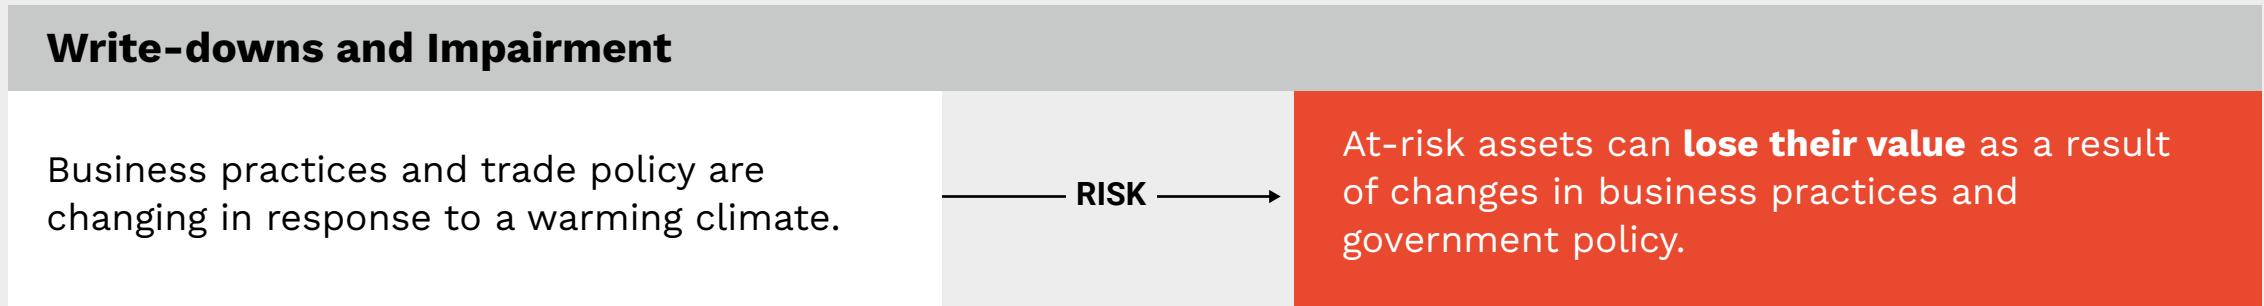 Write-downs and Impairment
Business practices and trade policy are
changing in response to a warming climate.
RISK
At-risk assets can lose their value as a result
of changes in business practices and
government policy.